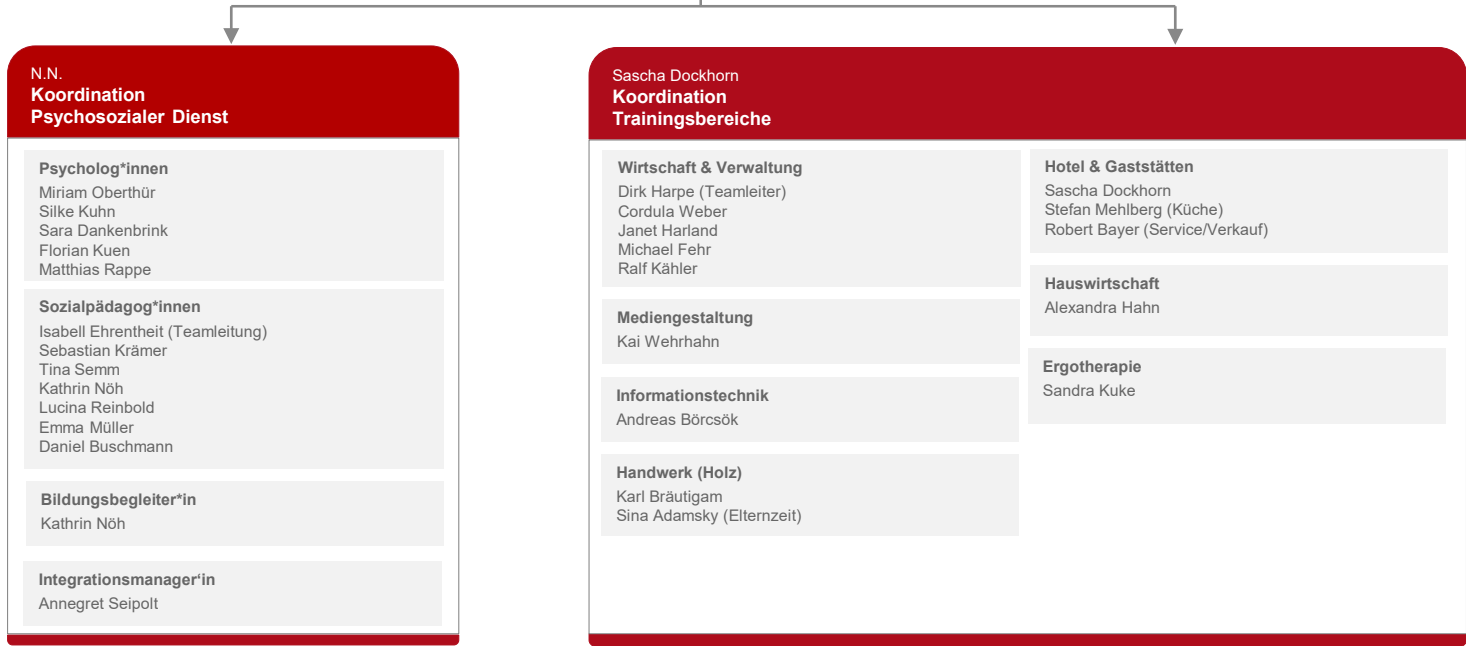 N.N.
Koordination
Psychosozialer Dienst
Psycholog*innen
Miriam Oberthür
Silke Kuhn
Sara Dankenbrink
Florian Kuen
Matthias Rappe
Sozialpädagog*innen
Isabell Ehrentheit (Teamleitung)
Sebastian Krämer
Tina Semm
Kathrin Nöh
Lucina Reinbold
Emma Müller
Daniel Buschmann
Bildungsbegleiter*in
Kathrin Nöh
Integrationsmanager‘in
Annegret Seipolt
Sascha Dockhorn
Koordination
Trainingsbereiche
Wirtschaft & Verwaltung
Dirk Harpe (Teamleiter)
Cordula Weber
Janet Harland
Michael Fehr
Ralf Kähler
Mediengestaltung
Kai Wehrhahn
Informationstechnik
Andreas Börcsök
Handwerk (Holz)
Karl Bräutigam
Sina Adamsky (Elternzeit)
Hotel & Gaststätten
Sascha Dockhorn
Stefan Mehlberg (Küche)
Robert Bayer (Service/Verkauf)
Hauswirtschaft
Alexandra Hahn
Ergotherapie
Sandra Kuke